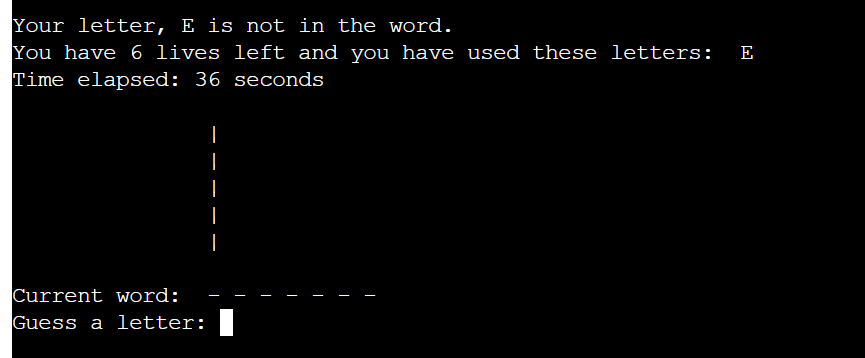 Your letter, E is not in the word.
You have 6 lives left and you have used these letters:  E
Time elapsed: 36 seconds
|
|
|
|
|
Current word:  - - - - - - -
Guess a letter: